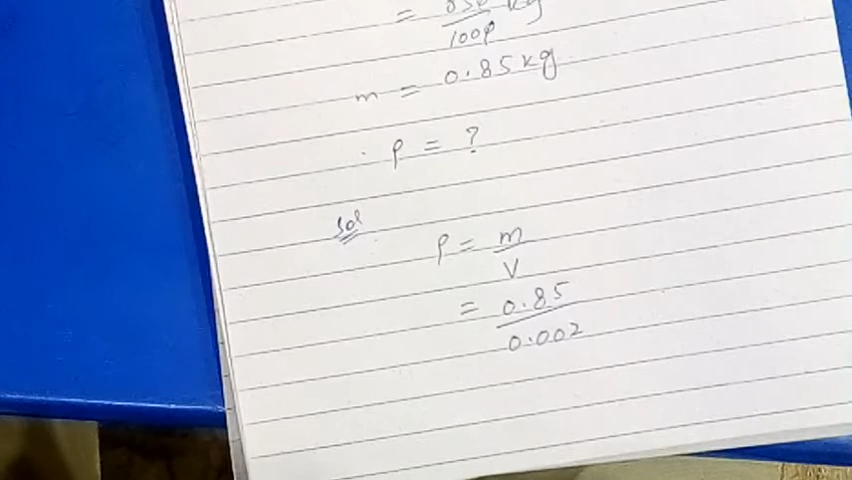 = 850/1000 kg
m = 0.85 kg
ρ = ?
Sol
ρ = m/V
= 0.85/0.002